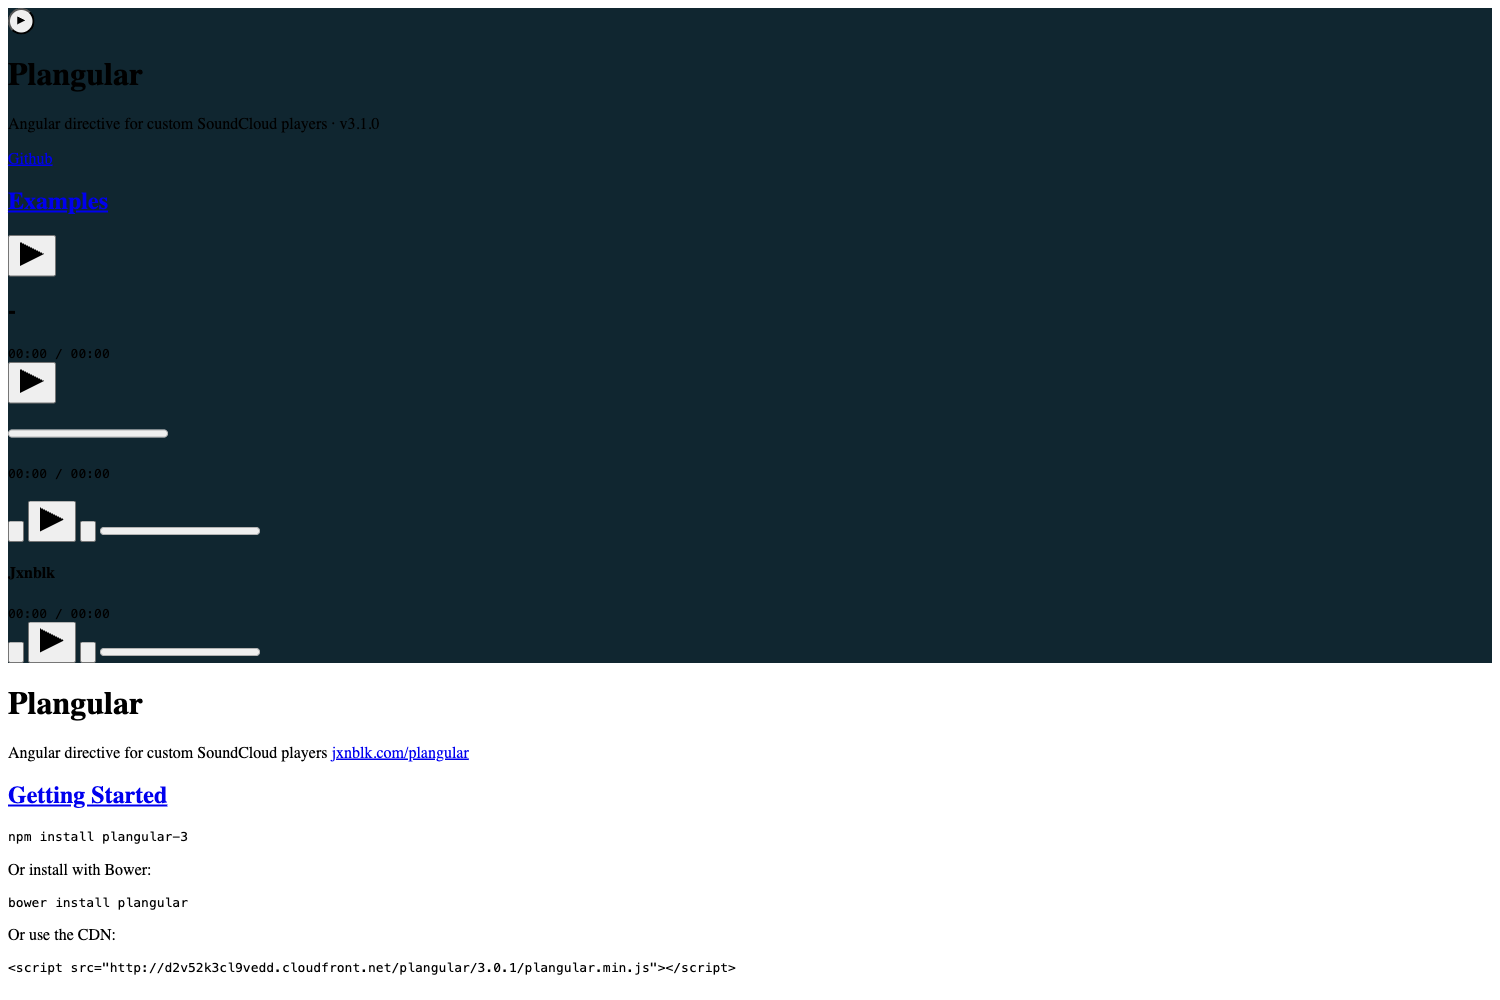 Plangular
Angular directive for custom SoundCloud players · v3.1.0
Github
Examples
-
00:00 / 00:00
00:00 / 00:00
Jxnblk
00:00 / 00:00
Plangular
Angular directive for custom SoundCloud players jxnblk.com/plangular
Getting Started
npm install plangular-3
Or install with Bower:
bower install plangular
Or use the CDN:
<script src="http://d2v52k3cl9vedd.cloudfront.net/plangular/3.0.1/plangular.min.js"></script>